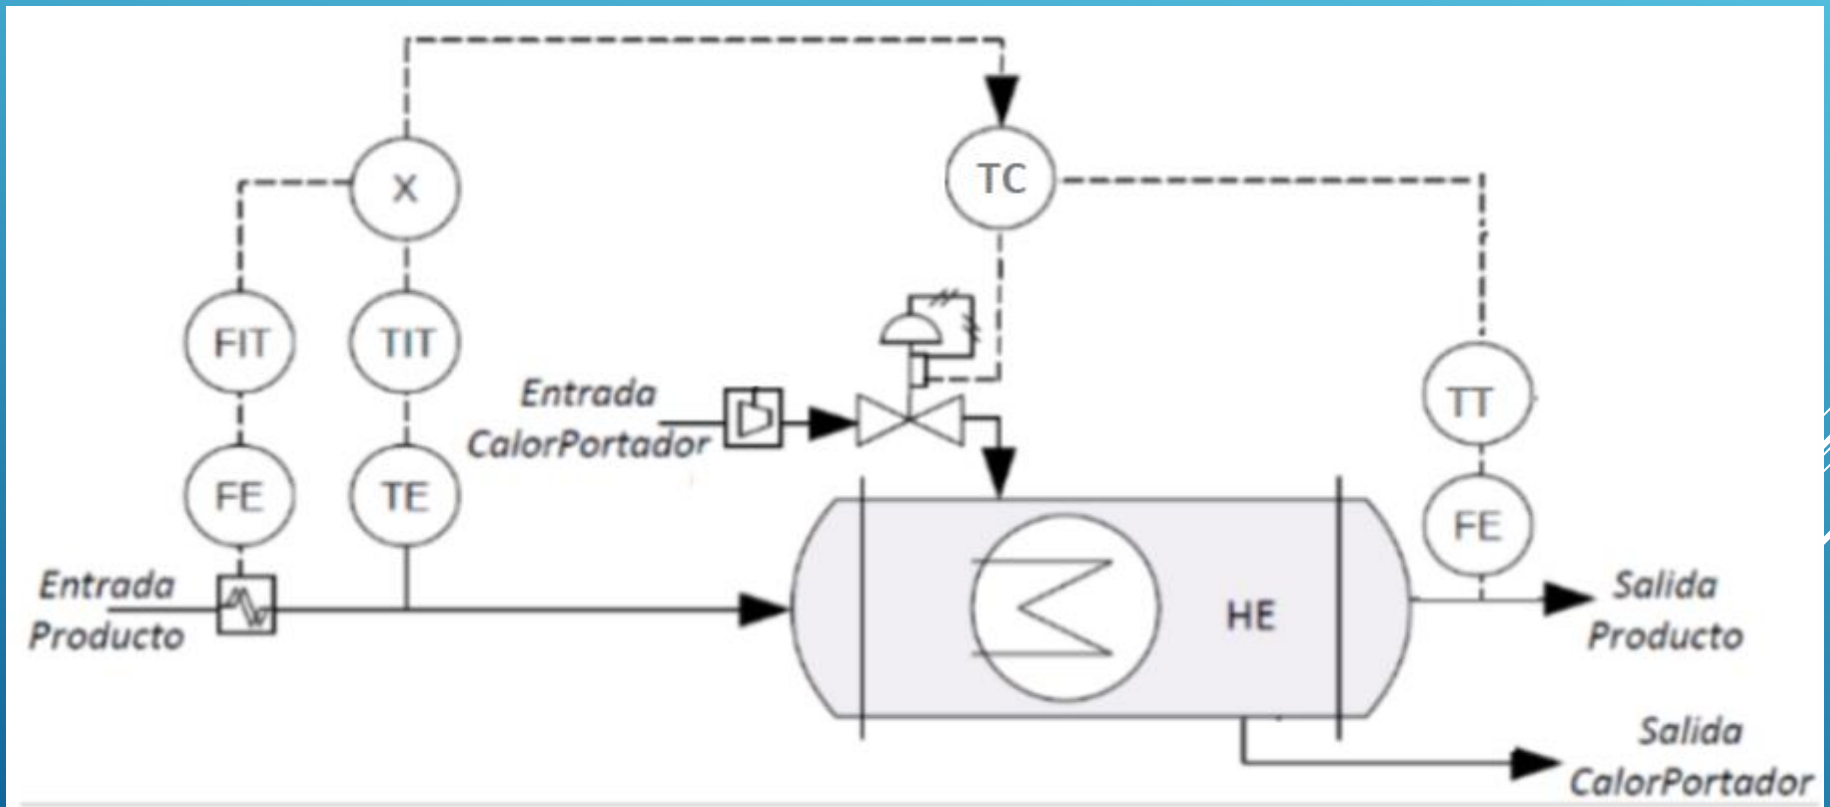 X
TC
FIT
TIT
TT
Entrada
CalorPortador
FE
TE
FE
Entrada
Producto
HE
Salida
Producto
Salida
CalorPortador